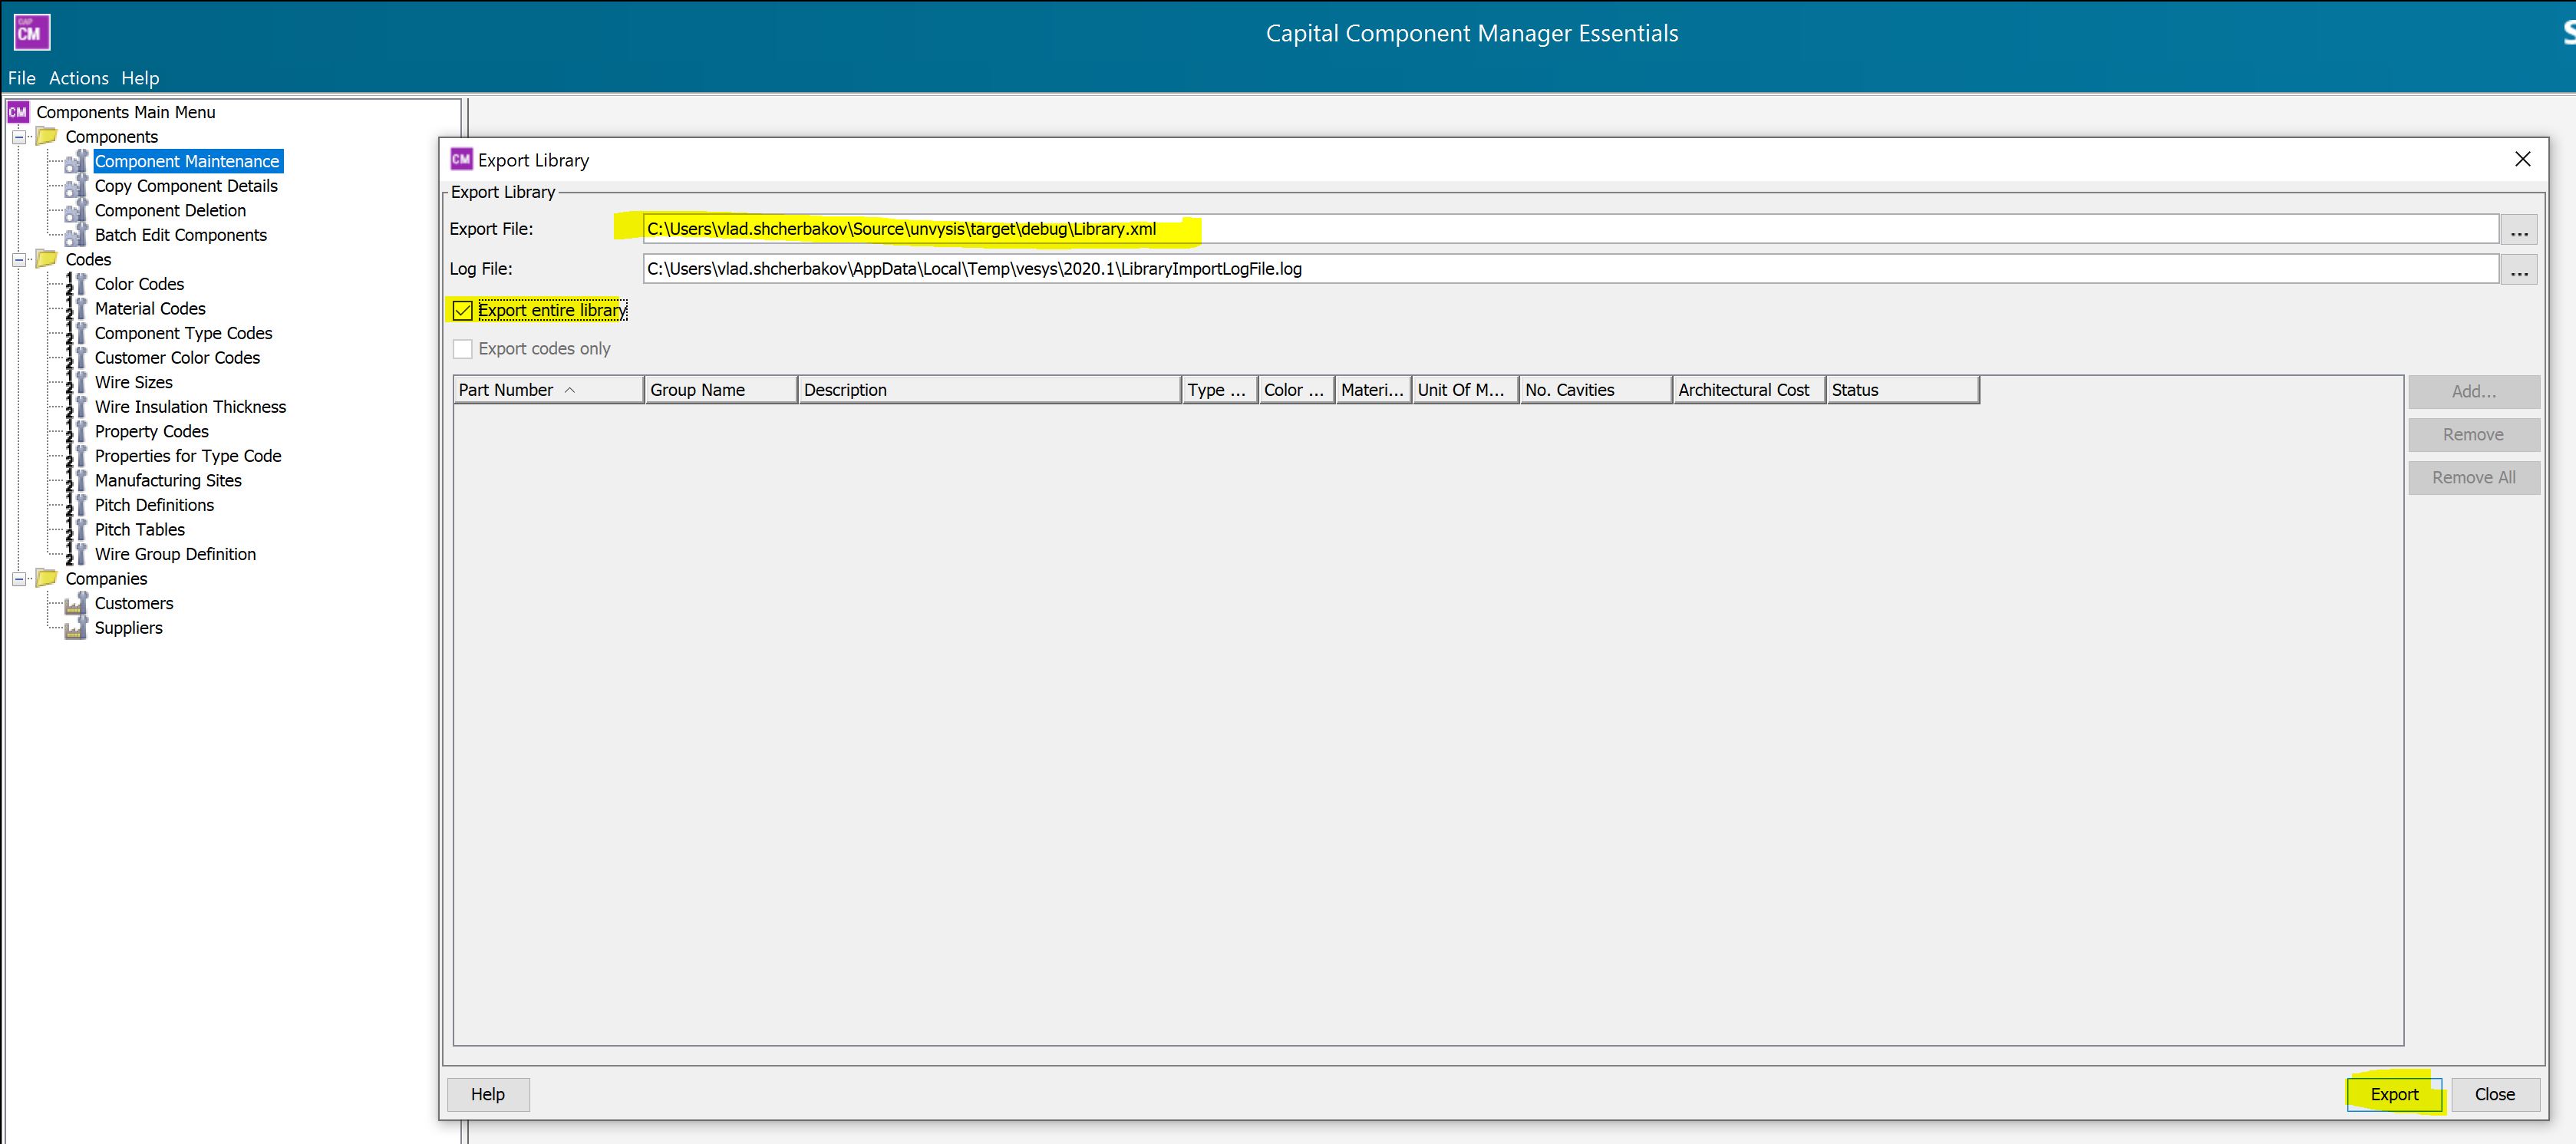 CAP
CM
Capital Component Manager Essentials
S
File Actions Help
CM Components Main Menu
Components
Component Maintenance
Copy Component Details
Component Deletion
Batch Edit Components
Codes
Color Codes
Material Codes
Component Type Codes
Customer Color Codes
Wire Sizes
Wire Insulation Thickness
Property Codes
Properties for Type Code
Manufacturing Sites
Pitch Definitions
Pitch Tables
Wire Group Definition
Companies
Customers
Suppliers
CM Export Library
Export Library
Export File: C:\Users\vlad.shcherbakov\Source\unvysis\target\debug\Library.xml ...
Log File: C:\Users\vlad.shcherbakov\AppData\Local\Temp\vesys\2020.1\LibraryImportLogFile.log ...
Export entire library
Export codes only
Part Number Group Name Description Type ... Color ... Materi... Unit Of M... No. Cavities Architectural Cost Status
Add...
Remove
Remove All
Help Export Close